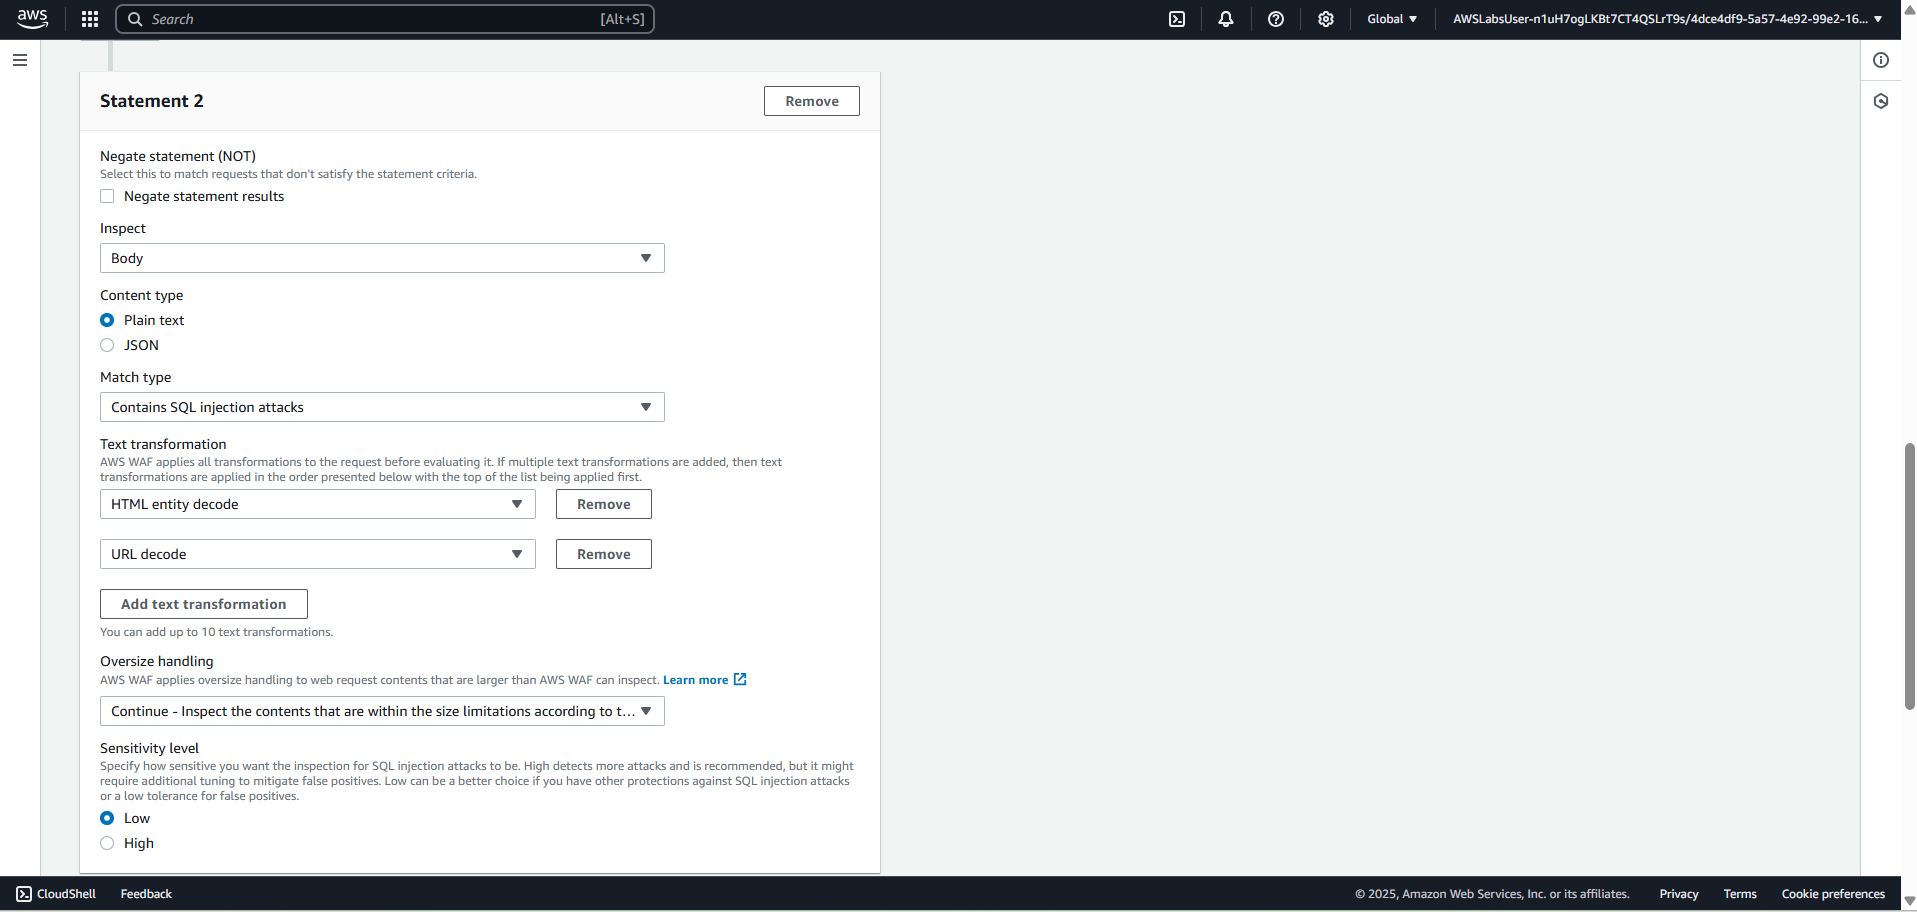 aws
Search
[Alt+S]
Global
AWSLabsUser-n1uH7ogLKBt7CT4QSLrT9s/4dce4df9-5a57-4e92-99e2-16...
Statement 2
Remove
Negate statement (NOT)
Select this to match requests that don't satisfy the statement criteria.
Negate statement results
Inspect
Body
Content type
Plain text
JSON
Match type
Contains SQL injection attacks
Text transformation
AWS WAF applies all transformations to the request before evaluating it. If multiple text transformations are added, then text
transformations are applied in the order presented below with the top of the list being applied first.
HTML entity decode
Remove
URL decode
Remove
Add text transformation
You can add up to 10 text transformations.
Oversize handling
AWS WAF applies oversize handling to web request contents that are larger than AWS WAF can inspect. Learn more
Continue - Inspect the contents that are within the size limitations according to t...
Sensitivity level
Specify how sensitive you want the inspection for SQL injection attacks to be. High detects more attacks and is recommended, but it might
require additional tuning to mitigate false positives. Low can be a better choice if you have other protections against SQL injection attacks
or a low tolerance for false positives.
Low
High
CloudShell
Feedback
© 2025, Amazon Web Services, Inc. or its affiliates.
Privacy
Terms
Cookie preferences